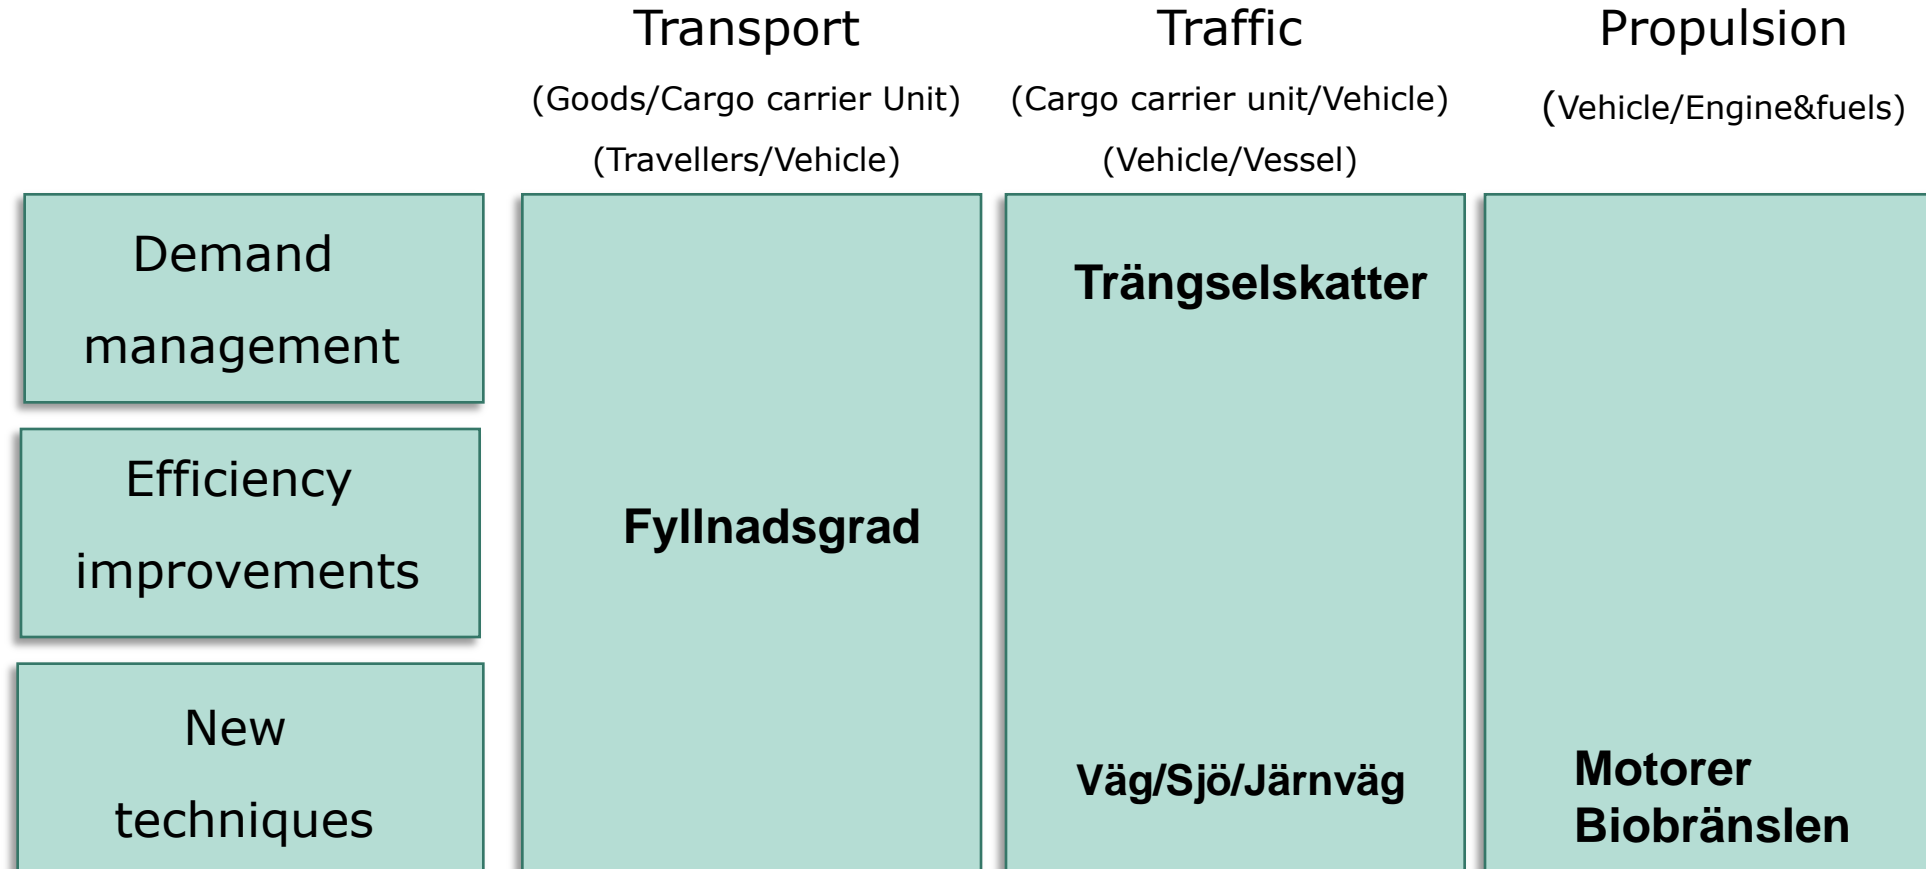 Transport
Traffic
Propulsion
(Goods/Cargo carrier Unit)
(Cargo carrier unit/Vehicle)
(Vehicle/Engine&fuels)
(Travellers/Vehicle)
(Vehicle/Vessel)
Demand
management
Trängselskatter
Efficiency
improvements
Fyllnadsgrad
New
techniques
Väg/Sjö/Järnväg
Motorer
Biobränslen